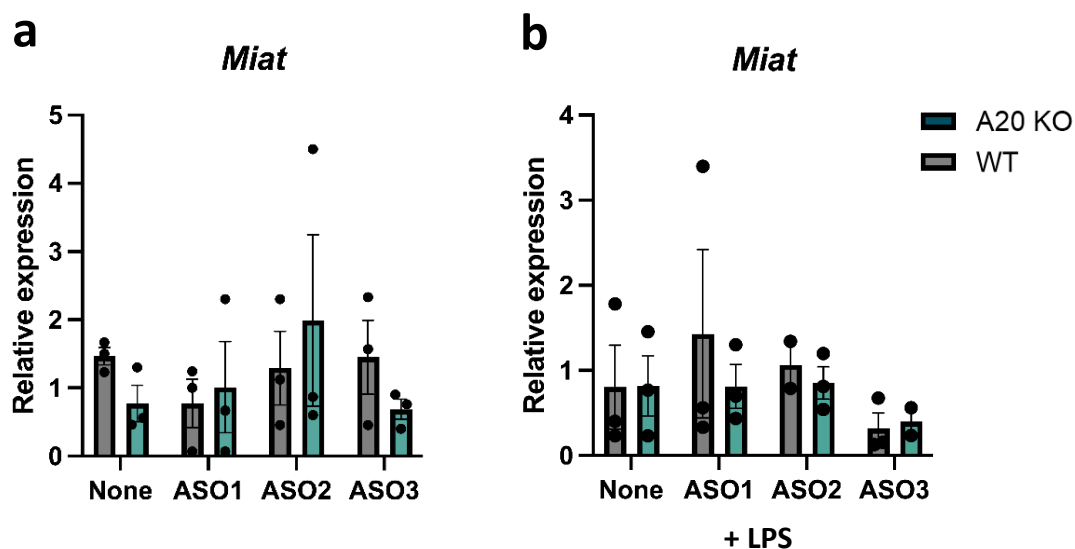 a
Miat
Relative expression
5
4
3
2
1
0
None ASO1 ASO2 ASO3
b
Miat
Relative expression
4
3
2
1
0
None ASO1 ASO2 ASO3
+ LPS
A20 KO
WT